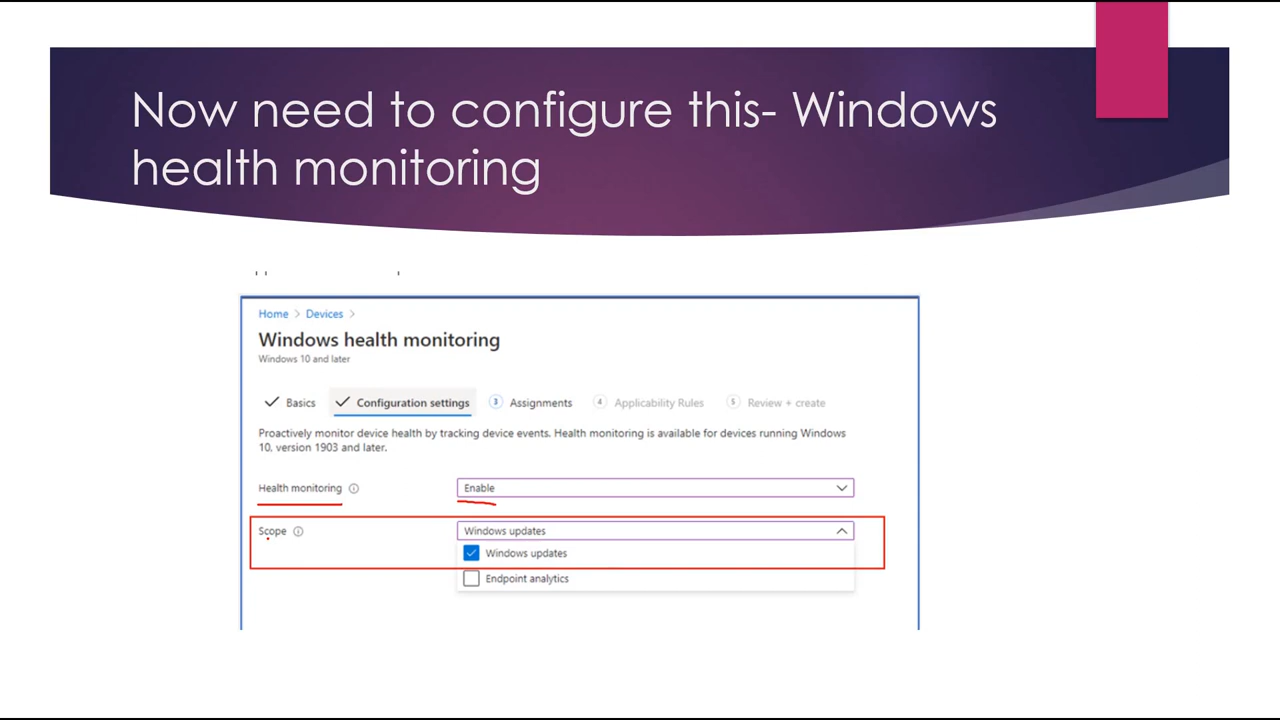 Now need to configure this- Windows
health monitoring
Home > Devices >
Windows health monitoring
Windows 10 and later
Basics Configuration settings 3 Assignments 4 Applicability Rules 5 Review + create
Proactively monitor device health by tracking device events. Health monitoring is available for devices running Windows
10, version 1903 and later.
Health monitoring Enable
Scope Windows updates
Windows updates
Endpoint analytics